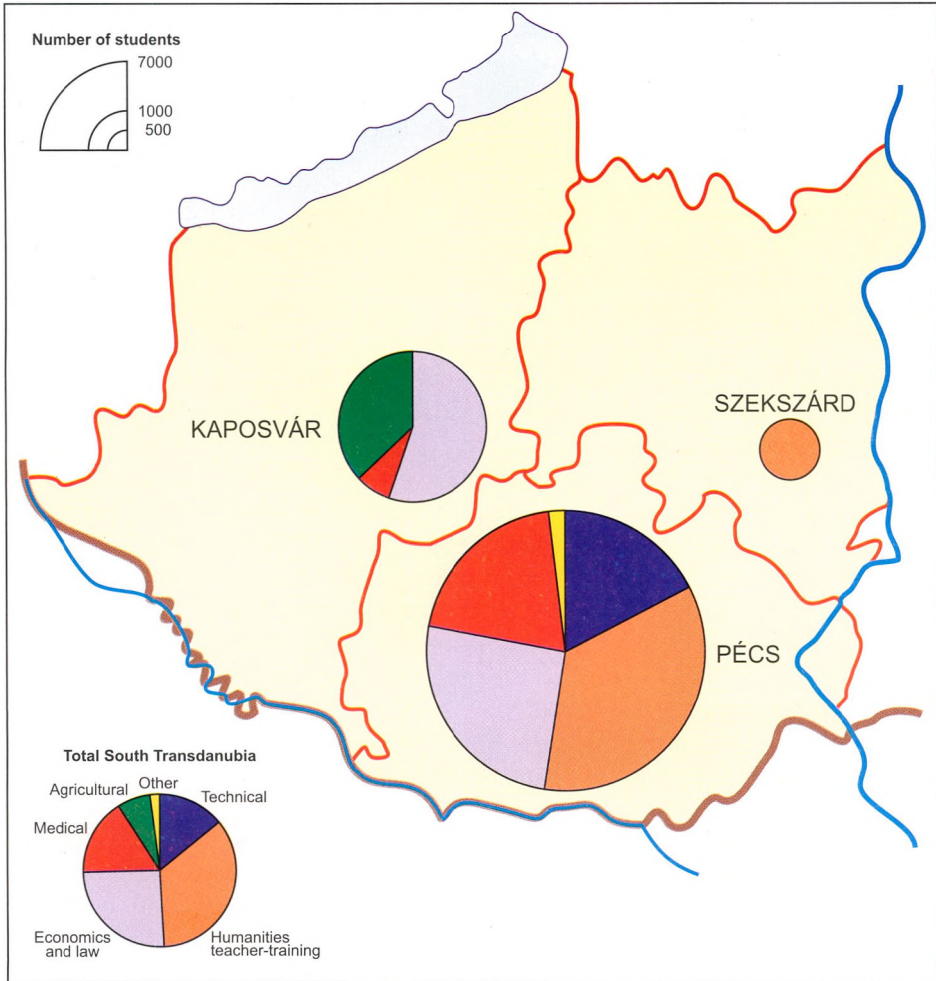 Number of students
7000
1000
500
KAPOSVÁR
SZEKSZÁRD
PÉCS
Total South Transdanubia
Agricultural
Other
Technical
Medical
Economics
and law
Humanities
teacher-training